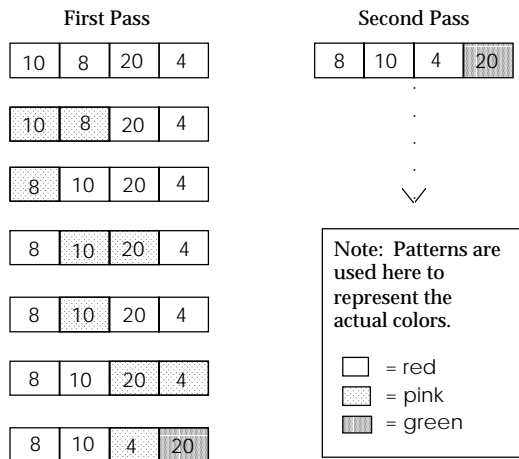 First Pass
10 8 20 4
10 8 20 4
8 10 20 4
8 10 20 4
8 10 20 4
8 10 20 4
8 10 4 20
Second Pass
8 10 4 20
Note: Patterns are
used here to
represent the
actual colors.
= red
= pink
= green